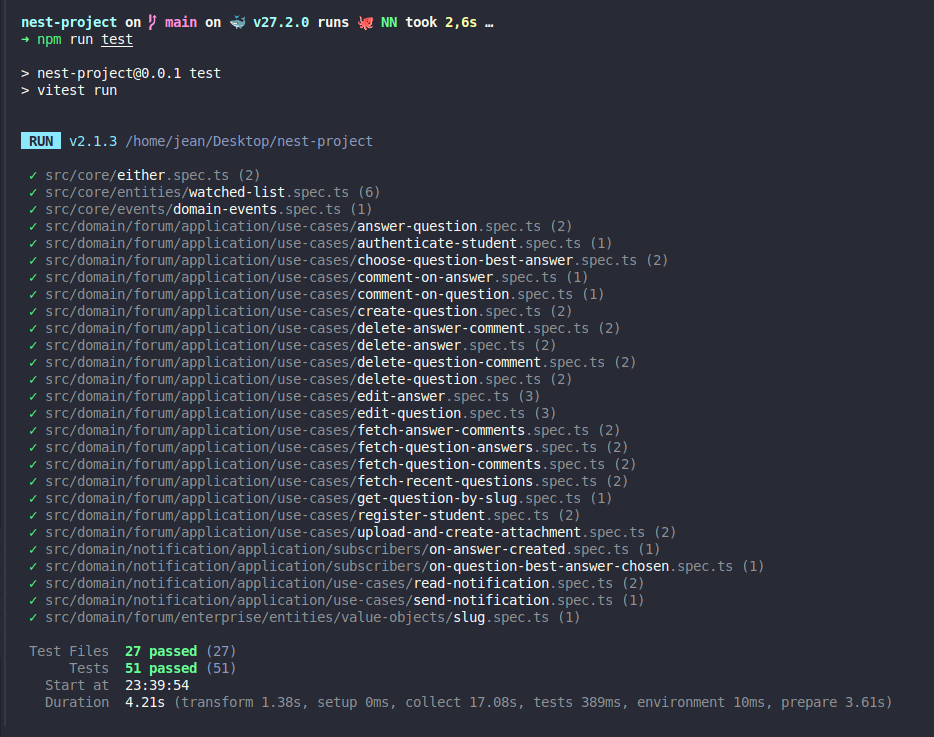 nest-project on main on 🐳 v27.2.0 runs 🐙 NN took 2,6s …
➜ npm run test
> nest-project@0.0.1 test
> vitest run
RUN v2.1.3 /home/jean/Desktop/nest-project
✓ src/core/either.spec.ts (2)
✓ src/core/entities/watched-list.spec.ts (6)
✓ src/core/events/domain-events.spec.ts (1)
✓ src/domain/forum/application/use-cases/answer-question.spec.ts (2)
✓ src/domain/forum/application/use-cases/authenticate-student.spec.ts (1)
✓ src/domain/forum/application/use-cases/choose-question-best-answer.spec.ts (2)
✓ src/domain/forum/application/use-cases/comment-on-answer.spec.ts (1)
✓ src/domain/forum/application/use-cases/comment-on-question.spec.ts (1)
✓ src/domain/forum/application/use-cases/create-question.spec.ts (2)
✓ src/domain/forum/application/use-cases/delete-answer-comment.spec.ts (2)
✓ src/domain/forum/application/use-cases/delete-answer.spec.ts (2)
✓ src/domain/forum/application/use-cases/delete-question-comment.spec.ts (2)
✓ src/domain/forum/application/use-cases/delete-question.spec.ts (2)
✓ src/domain/forum/application/use-cases/edit-answer.spec.ts (3)
✓ src/domain/forum/application/use-cases/edit-question.spec.ts (3)
✓ src/domain/forum/application/use-cases/fetch-answer-comments.spec.ts (2)
✓ src/domain/forum/application/use-cases/fetch-question-answers.spec.ts (2)
✓ src/domain/forum/application/use-cases/fetch-question-comments.spec.ts (2)
✓ src/domain/forum/application/use-cases/fetch-recent-questions.spec.ts (2)
✓ src/domain/forum/application/use-cases/get-question-by-slug.spec.ts (1)
✓ src/domain/forum/application/use-cases/register-student.spec.ts (2)
✓ src/domain/forum/application/use-cases/upload-and-create-attachment.spec.ts (2)
✓ src/domain/notification/application/subscribers/on-answer-created.spec.ts (1)
✓ src/domain/notification/application/subscribers/on-question-best-answer-chosen.spec.ts (1)
✓ src/domain/notification/application/use-cases/read-notification.spec.ts (2)
✓ src/domain/notification/application/use-cases/send-notification.spec.ts (1)
✓ src/domain/forum/enterprise/entities/value-objects/slug.spec.ts (1)
Test Files 27 passed (27)
Tests 51 passed (51)
Start at 23:39:54
Duration 4.21s (transform 1.38s, setup 0ms, collect 17.08s, tests 389ms, environment 10ms, prepare 3.61s)